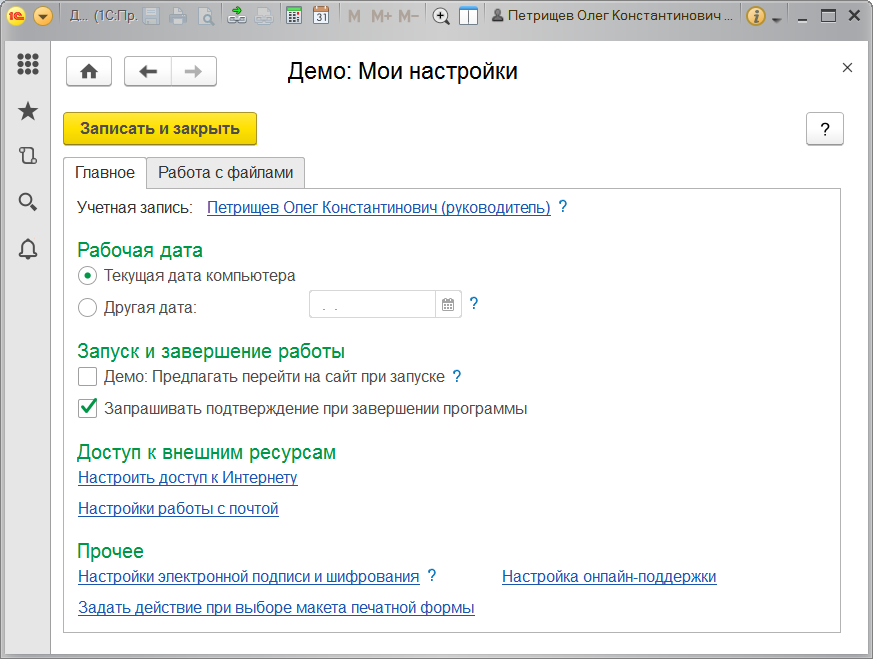 Д... (1С:Пр.
31
M M+ M−
Петрищев Олег Константинович ...
Демо: Мои настройки
Записать и закрыть
?
Главное
Работа с файлами
Учетная запись: Петрищев Олег Константинович (руководитель) ?
Рабочая дата
Текущая дата компьютера
Другая дата: . . ?
Запуск и завершение работы
Демо: Предлагать перейти на сайт при запуске ?
Запрашивать подтверждение при завершении программы
Доступ к внешним ресурсам
Настроить доступ к Интернету
Настройки работы с почтой
Прочее
Настройки электронной подписи и шифрования ? Настройка онлайн-поддержки
Задать действие при выборе макета печатной формы